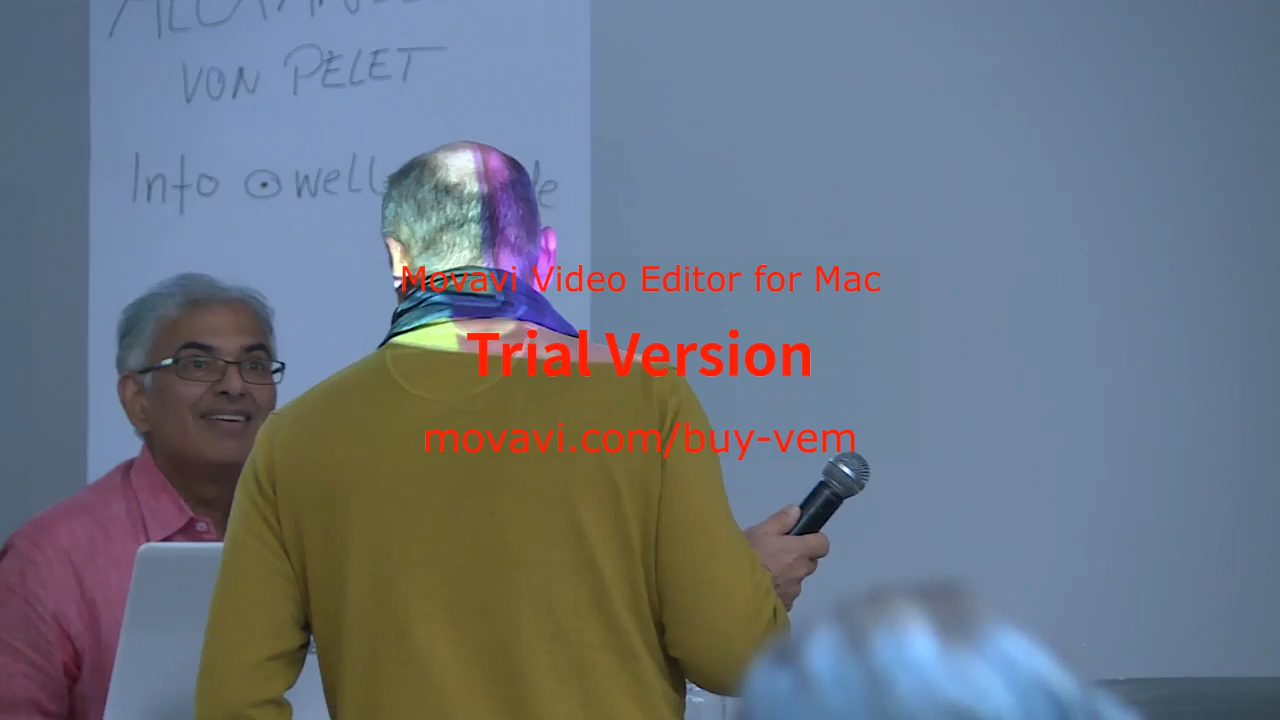 VON PELET
Info
Movavi Video Editor for Mac
Trial Version
movavi.com/buy-vem